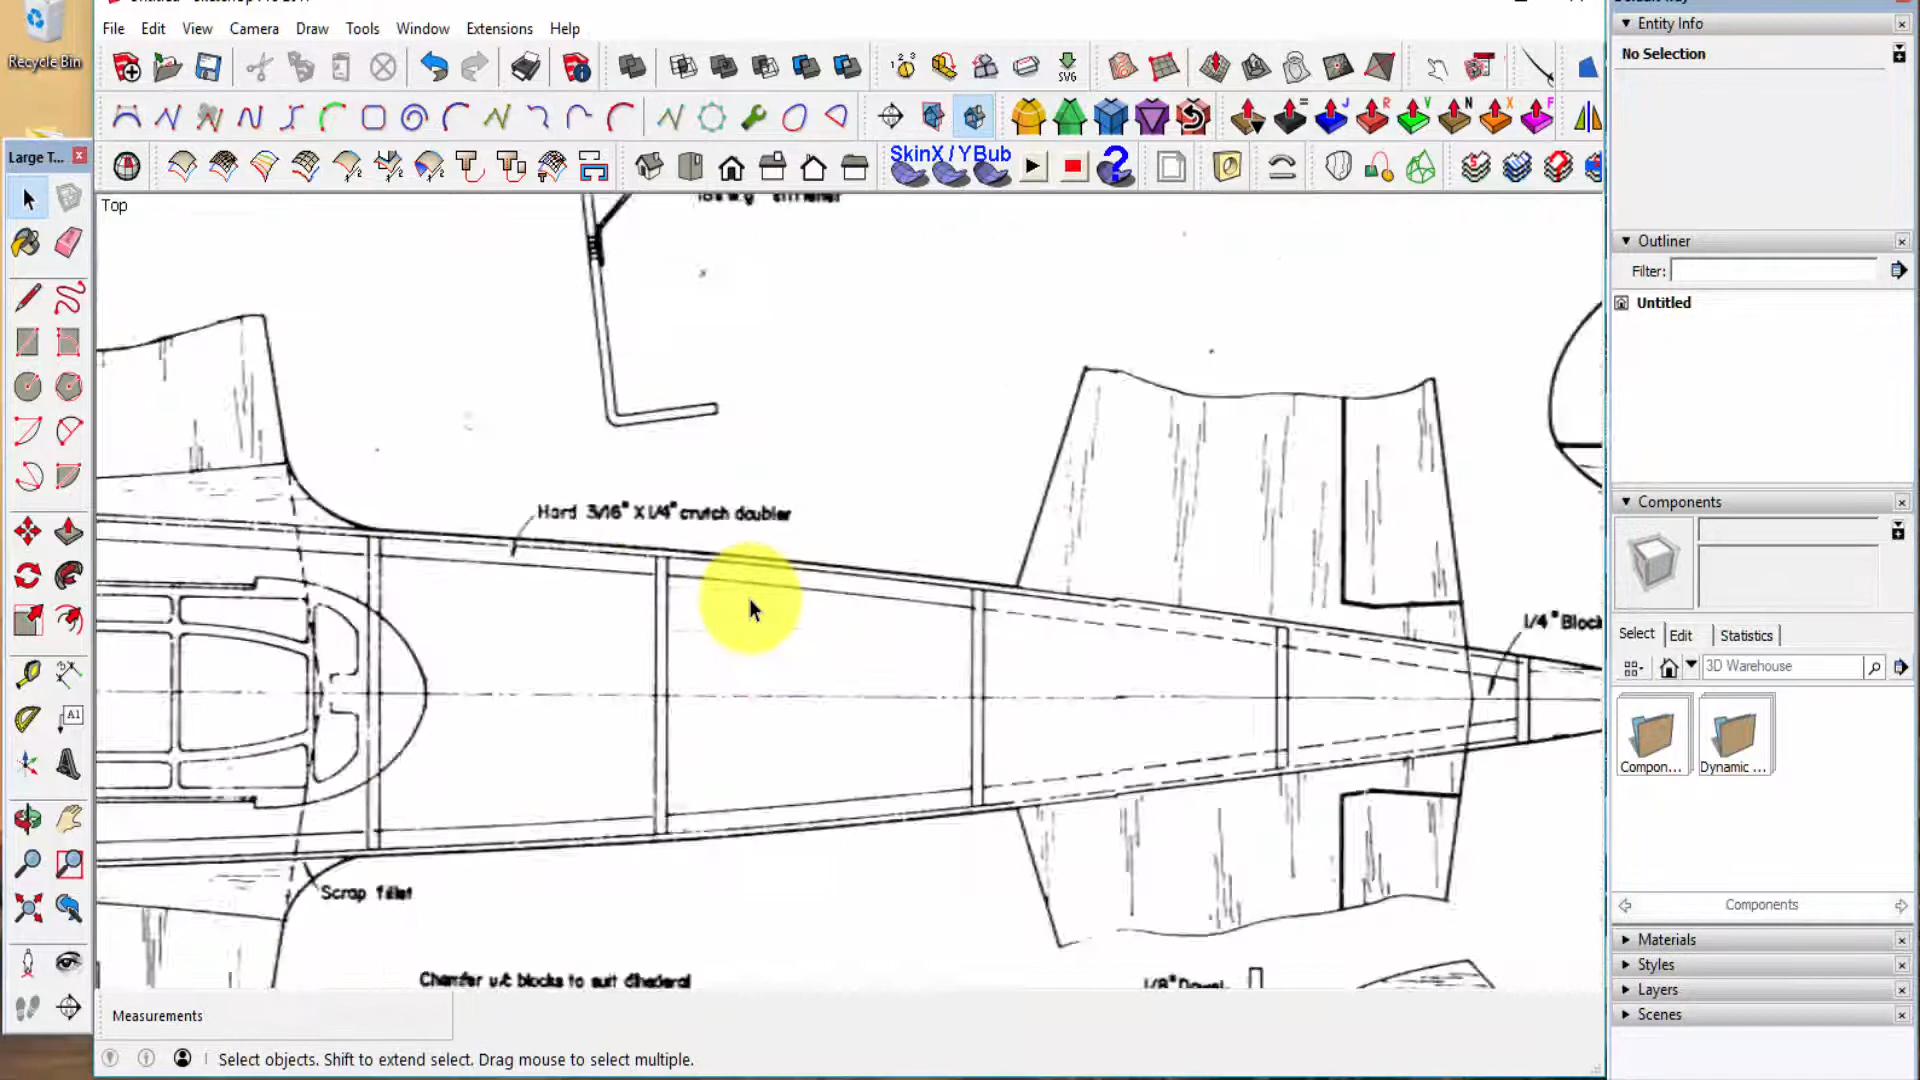 Recycle Bin
File Edit View Camera Draw Tools Window Extensions Help
SVG
= J R V N X F
SkinX / YBub
Large T...
A1
Top
Hard 3/16" X 1/4" crutch doubler
1/4" Block
Scrap fillet
Chamfer u/c blocks to suit dihedral
1/8" Dowel
Measurements
Select objects. Shift to extend select. Drag mouse to select multiple.
Entity Info
No Selection
Outliner
Filter:
Untitled
Components
Select Edit Statistics
3D Warehouse
Compon... Dynamic ...
Components
Materials
Styles
Layers
Scenes